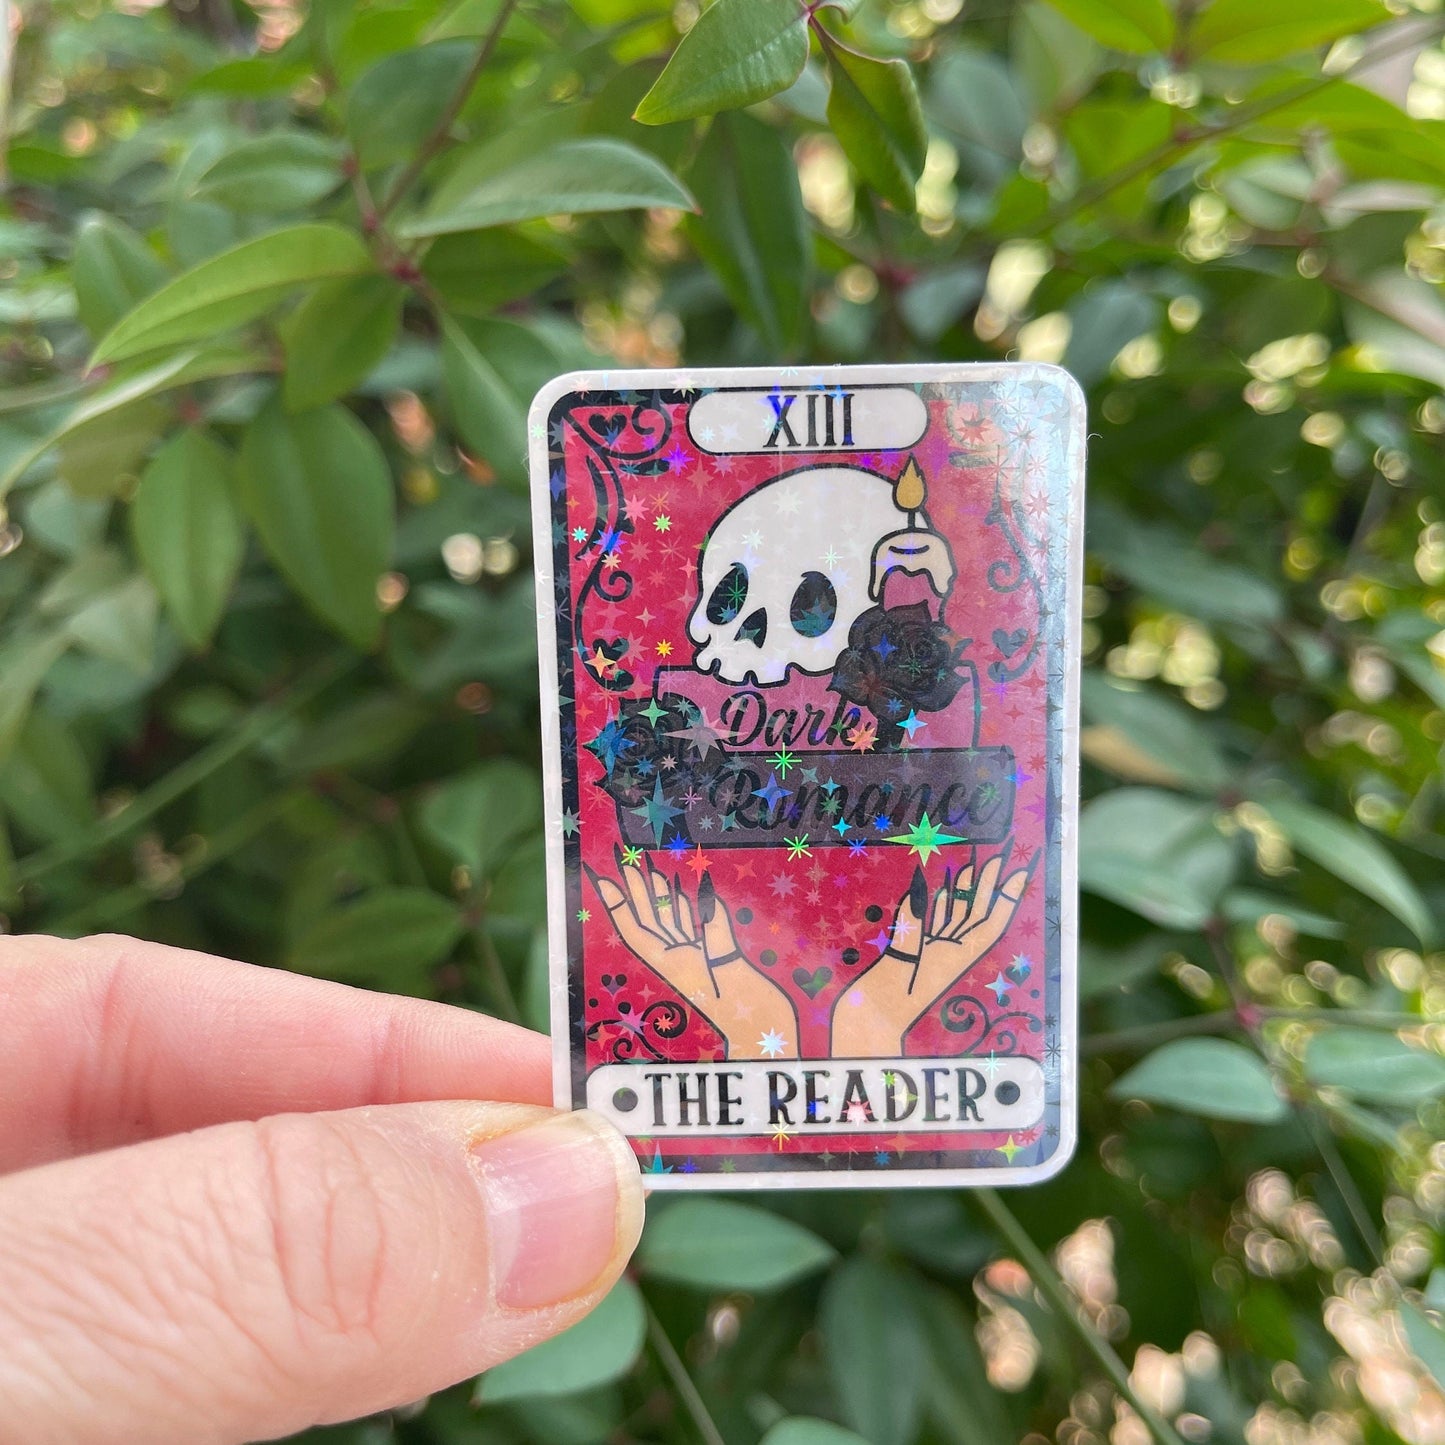 XIII
Dark
Romance
•THE READER•